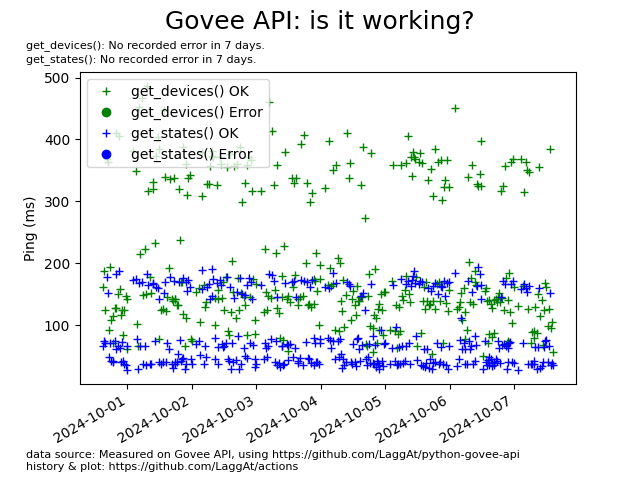 Govee API: is it working?
get_devices(): No recorded error in 7 days.
get_states(): No recorded error in 7 days.
get_devices() OK
get_devices() Error
get_states() OK
get_states() Error
Ping (ms)
500
400
300
200
100
2024-10-01
2024-10-02
2024-10-03
2024-10-04
2024-10-05
2024-10-06
2024-10-07
data source: Measured on Govee API, using https://github.com/LaggAt/python-govee-api
history & plot: https://github.com/LaggAt/actions